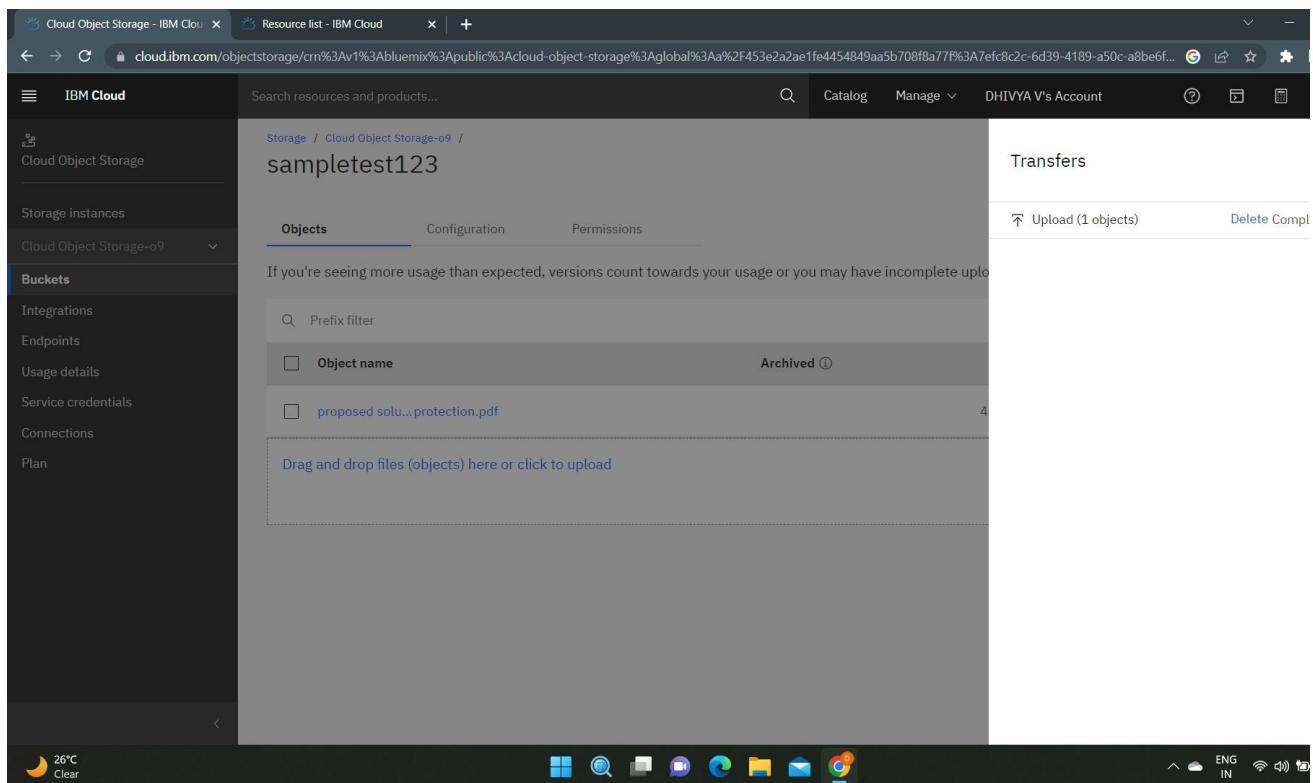 Cloud Object Storage - IBM Clou
Resource list - IBM Cloud
cloud.ibm.com/objectstorage/crn%3Av1%3Abluemix%3Apublic%3Acloud-object-storage%3Aglobal%3Aa%2F453e2a2ae1fe4454849aa5b708f8a77f%3A7efc8c2c-6d39-4189-a50c-a8be6f...
IBM Cloud
Search resources and products...
Catalog
Manage
DHIVYA V's Account
Cloud Object Storage
Storage instances
Cloud Object Storage-o9
Buckets
Integrations
Endpoints
Usage details
Service credentials
Connections
Plan
Storage / Cloud Object Storage-o9 /
sampletest123
Objects
Configuration
Permissions
If you're seeing more usage than expected, versions count towards your usage or you may have incomplete uplo
Prefix filter
Object name
Archived
proposed solu...protection.pdf
4
Drag and drop files (objects) here or click to upload
Transfers
Upload (1 objects)
Delete Compl
26°C
Clear
ENG
IN